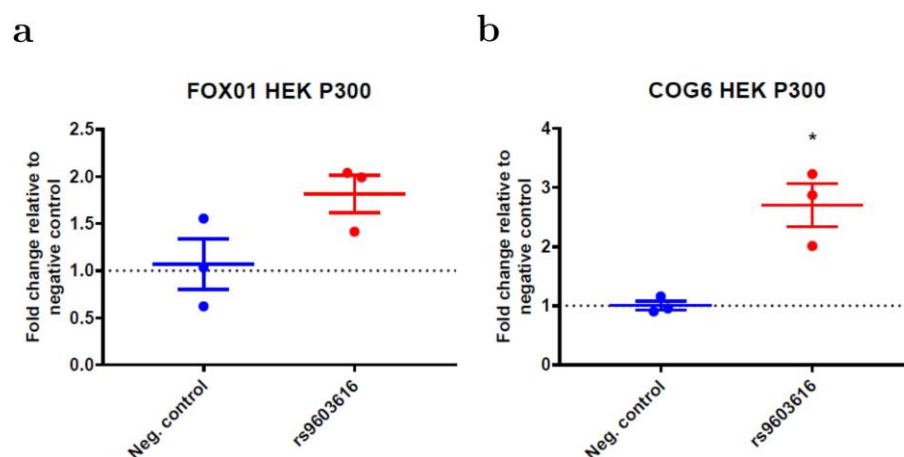 a
FOX01 HEK P300
Fold change relative to
negative control
2.5
2.0
1.5
1.0
0.5
0.0
Neg. control
rs9603616
b
COG6 HEK P300
Fold change relative to
negative control
4
3
2
1
0
*
Neg. control
rs9603616